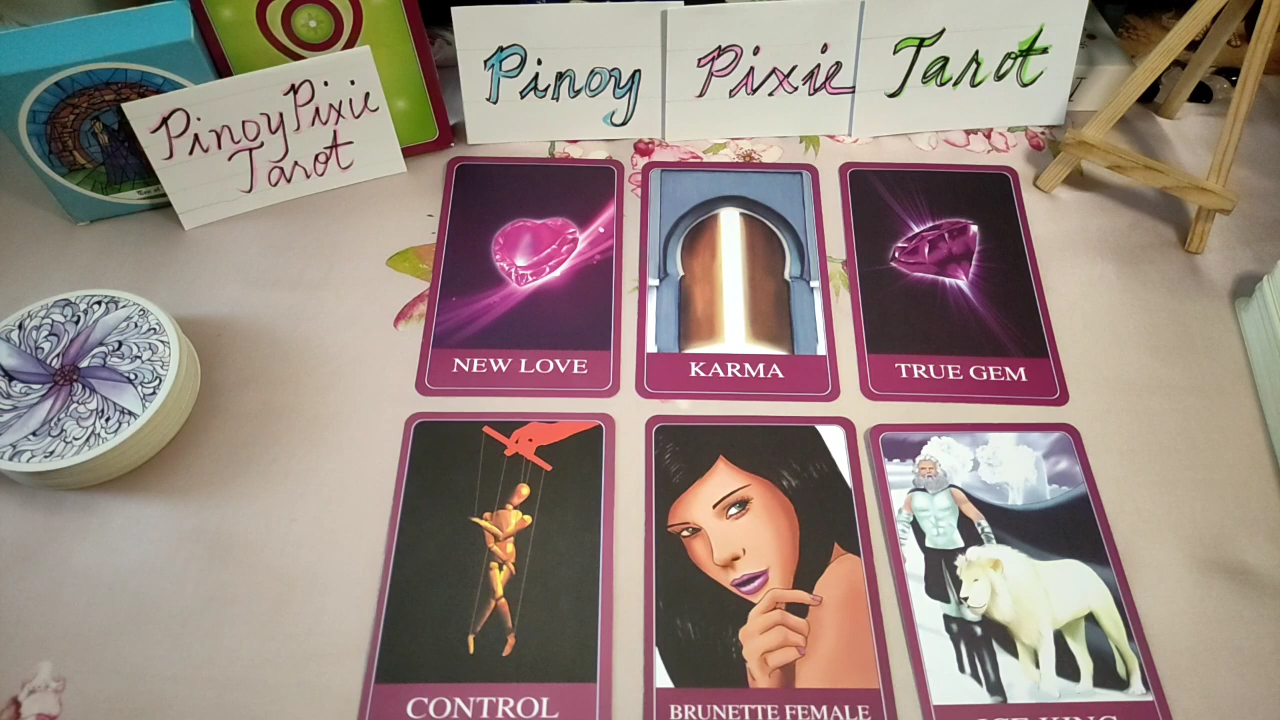 Pinoy Pixie Tarot
PinoyPixie
Tarot
NEW LOVE
KARMA
TRUE GEM
CONTROL
BRUNETTE FEMALE